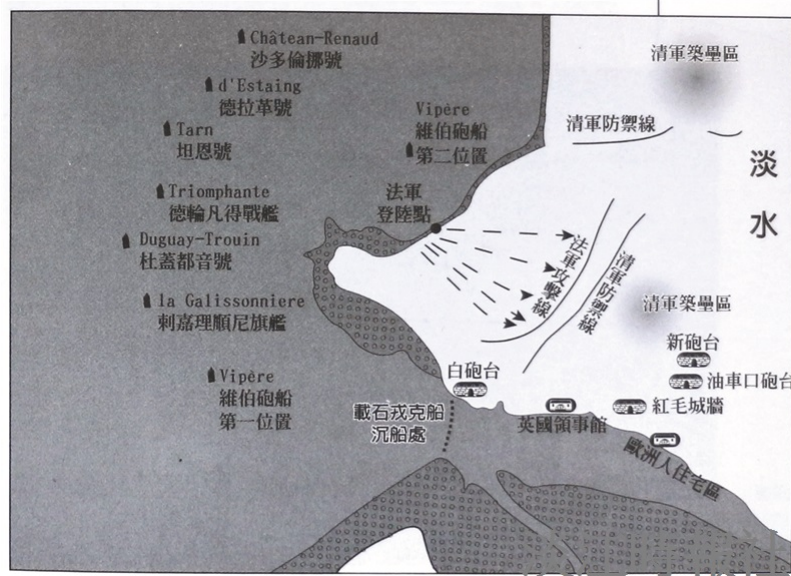 Châtean-Renaud
沙多倫挪號
d'Estaing
德拉革號
Tarn
坦恩號
Vipère
維伯砲船
第二位置
Triomphante
德輪凡得戰艦
法軍
登陸點
Duguay-Trouin
杜蓋都音號
la Galissonniere
刺嘉理順尼旗艦
Vipère
維伯砲船
第一位置
清軍築壘區
清軍防禦線
淡水
法軍攻擊線
清軍防禦線
清軍築壘區
新砲台
白砲台
油車口砲台
紅毛城牆
英國領事館
載石戎克船
沉船處
歐洲人住宅區